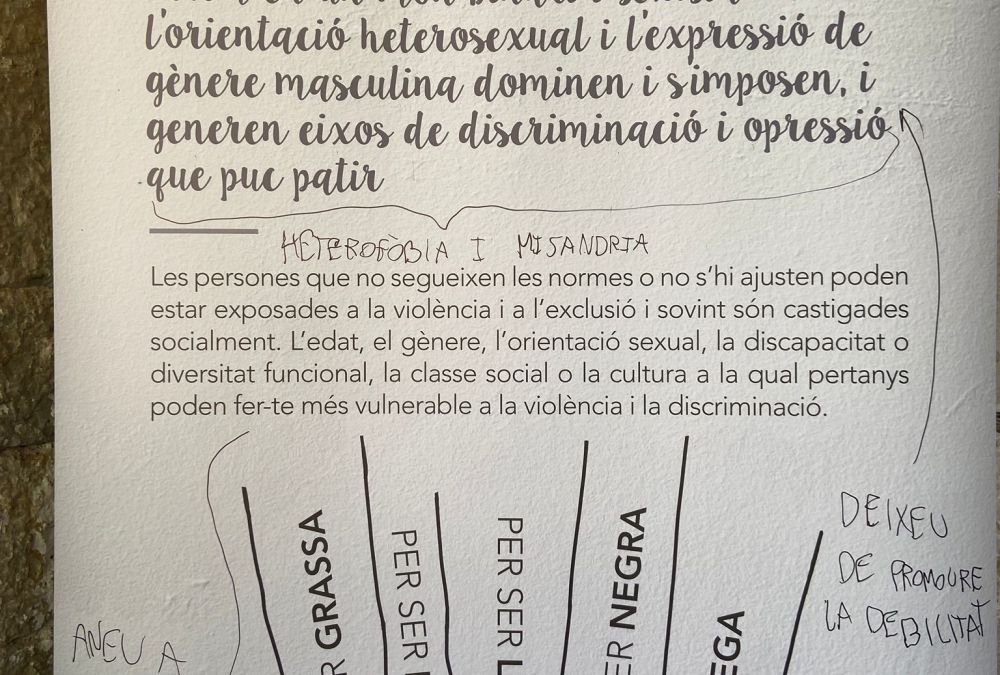 l'orientació heterosexual i l'expressió de
gènere masculina dominen i s'imposen, i
generen eixos de discriminació i opressió
que puc patir
HETEROFÒBIA I MISANDRIA
Les persones que no segueixen les normes o no s'hi ajusten poden
estar exposades a la violència i a l'exclusió i sovint són castigades
socialment. L'edat, el gènere, l'orientació sexual, la discapacitat o
diversitat funcional, la classe social o la cultura a la qual pertanys
poden fer-te més vulnerable a la violència i la discriminació.
GRASSA
PER SER
PER SER
NEGRA
DEIXEU
DE PROMOURE
LA DEBILITAT
ANEU A